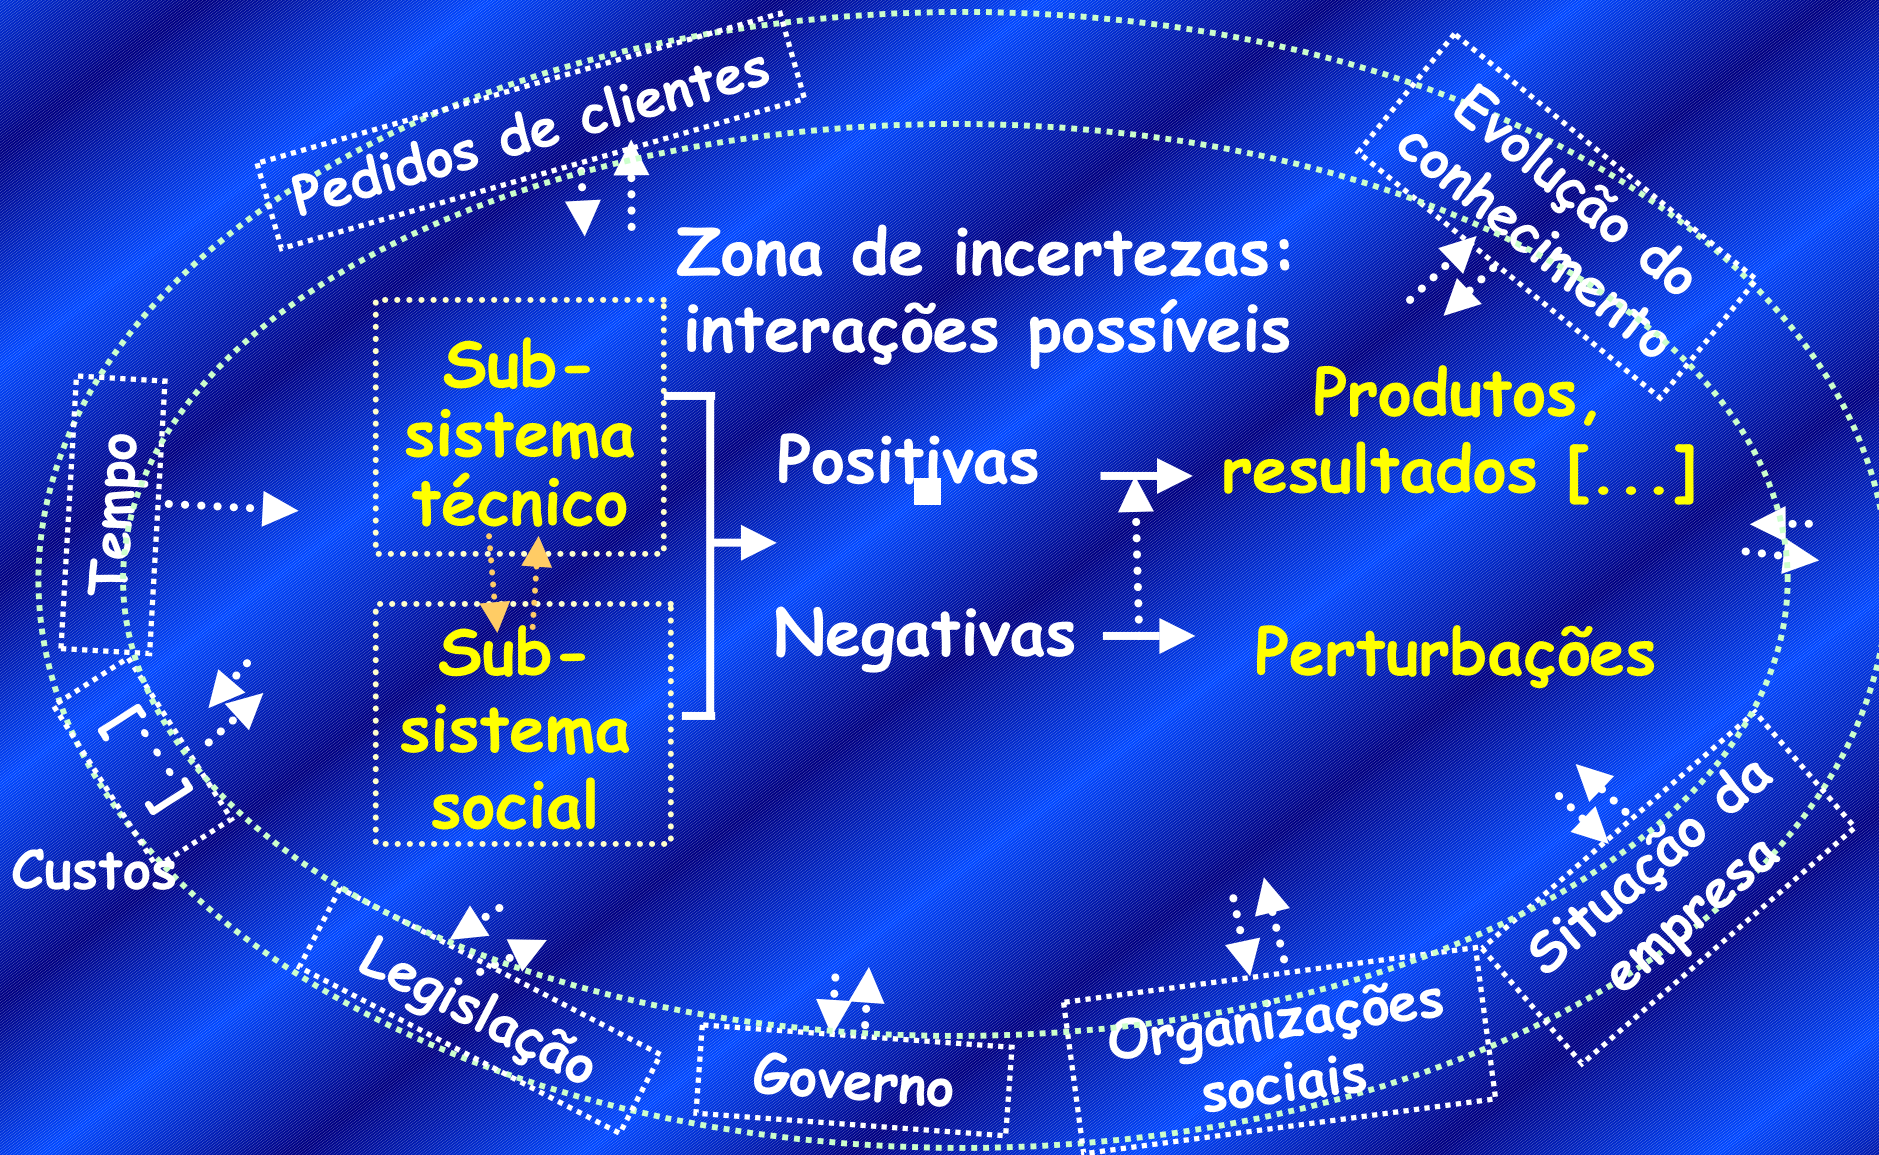 Pedidos de clientes
Evolução do
conhecimento
Zona de incertezas:
interações possíveis
Sub-
sistema
técnico
Produtos,
resultados [...]
Positivas
Tempo
Negativas
Perturbações
Sub-
sistema
social
[...]
Custos
Situação da
empresa
Legislação
Governo
Organizações
sociais